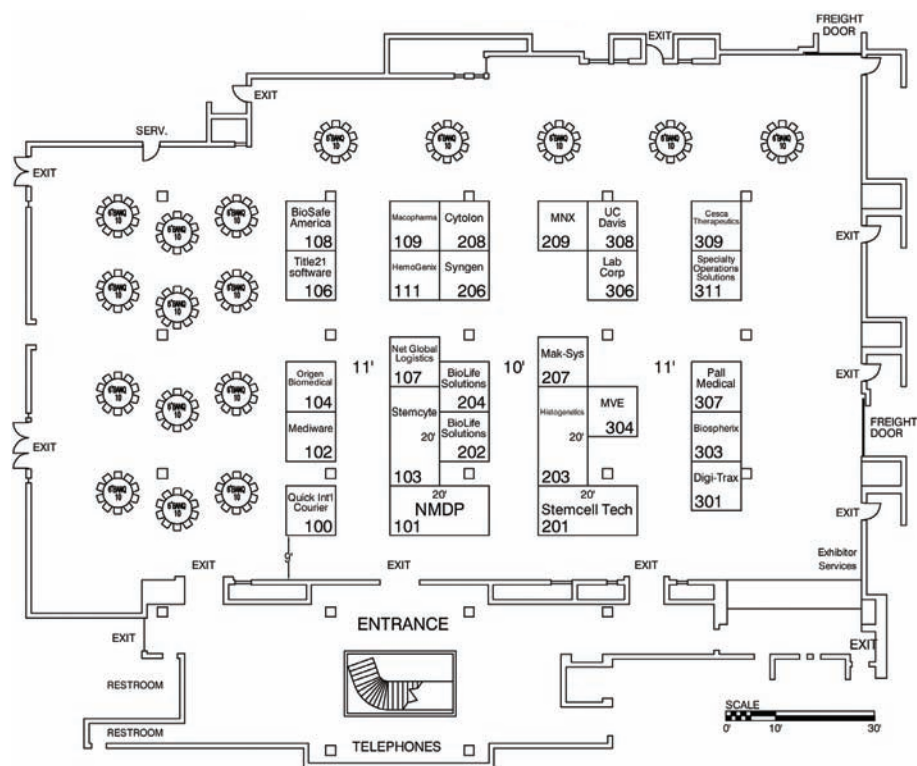 FREIGHT
DOOR
EXIT
EXIT
SERV.
EXIT
EXIT
BioSafe
America
108
Macopharma
109
Cytolon
208
MNX
209
UC
Davis
308
Cesca
Therapeutics
309
EXIT
Title21
software
106
HemoGenix
111
Syngen
206
Lab
Corp
306
Specialty
Operations
Solutions
311
Net Global
Logistics
107
11'
10'
Mak-Sys
207
11'
Origen
Biomedical
104
BioLife
Solutions
204
Pall
Medical
307
EXIT
Stemcyte
20'
103
Histogenetics
20'
203
MVE
304
Mediware
102
BioLife
Solutions
202
Biospherix
303
FREIGHT
DOOR
EXIT
Digi-Trax
301
Quick Int'l
Courier
100
20'
NMDP
101
20'
Stemcell Tech
201
EXIT
9'
Exhibitor
Services
EXIT
EXIT
EXIT
ENTRANCE
EXIT
EXIT
RESTROOM
SCALE
0'
10'
30'
RESTROOM
TELEPHONES